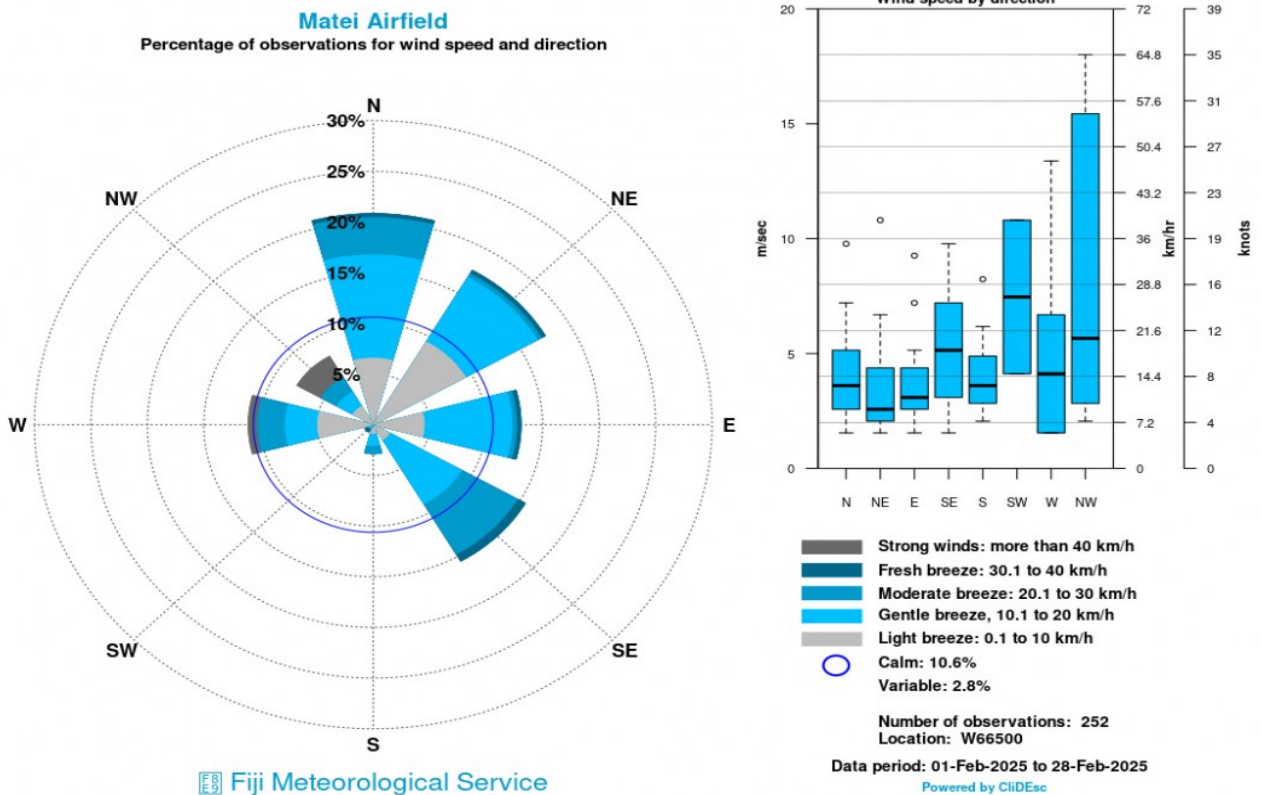 Matei Airfield
Percentage of observations for wind speed and direction
N
30%
25%
20%
15%
10%
5%
NW
NE
W
E
SW
SE
S
Fiji Meteorological Service
Wind speed by direction
20
15
10
5
0
m/sec
72
64.8
57.6
50.4
43.2
36
28.8
21.6
14.4
7.2
0
km/hr
39
35
31
27
23
19
16
12
8
4
0
knots
N NE E SE S SW W NW
Strong winds: more than 40 km/h
Fresh breeze: 30.1 to 40 km/h
Moderate breeze: 20.1 to 30 km/h
Gentle breeze, 10.1 to 20 km/h
Light breeze: 0.1 to 10 km/h
Calm: 10.6%
Variable: 2.8%
Number of observations: 252
Location: W66500
Data period: 01-Feb-2025 to 28-Feb-2025
Powered by CliDEsc